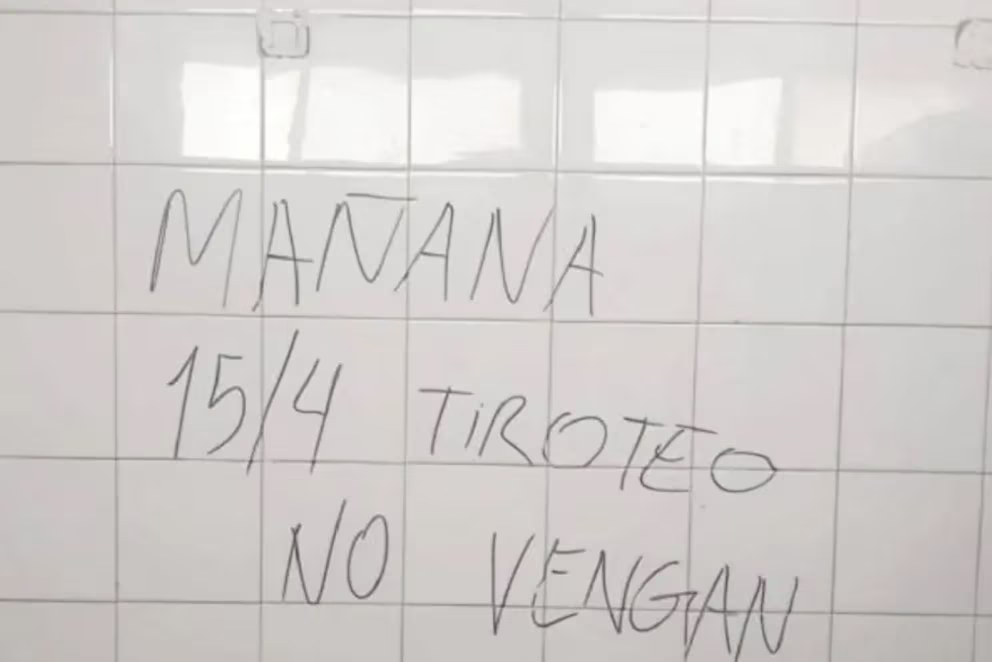 MAÑANA
15/4 TIROTEO
NO VENGAN